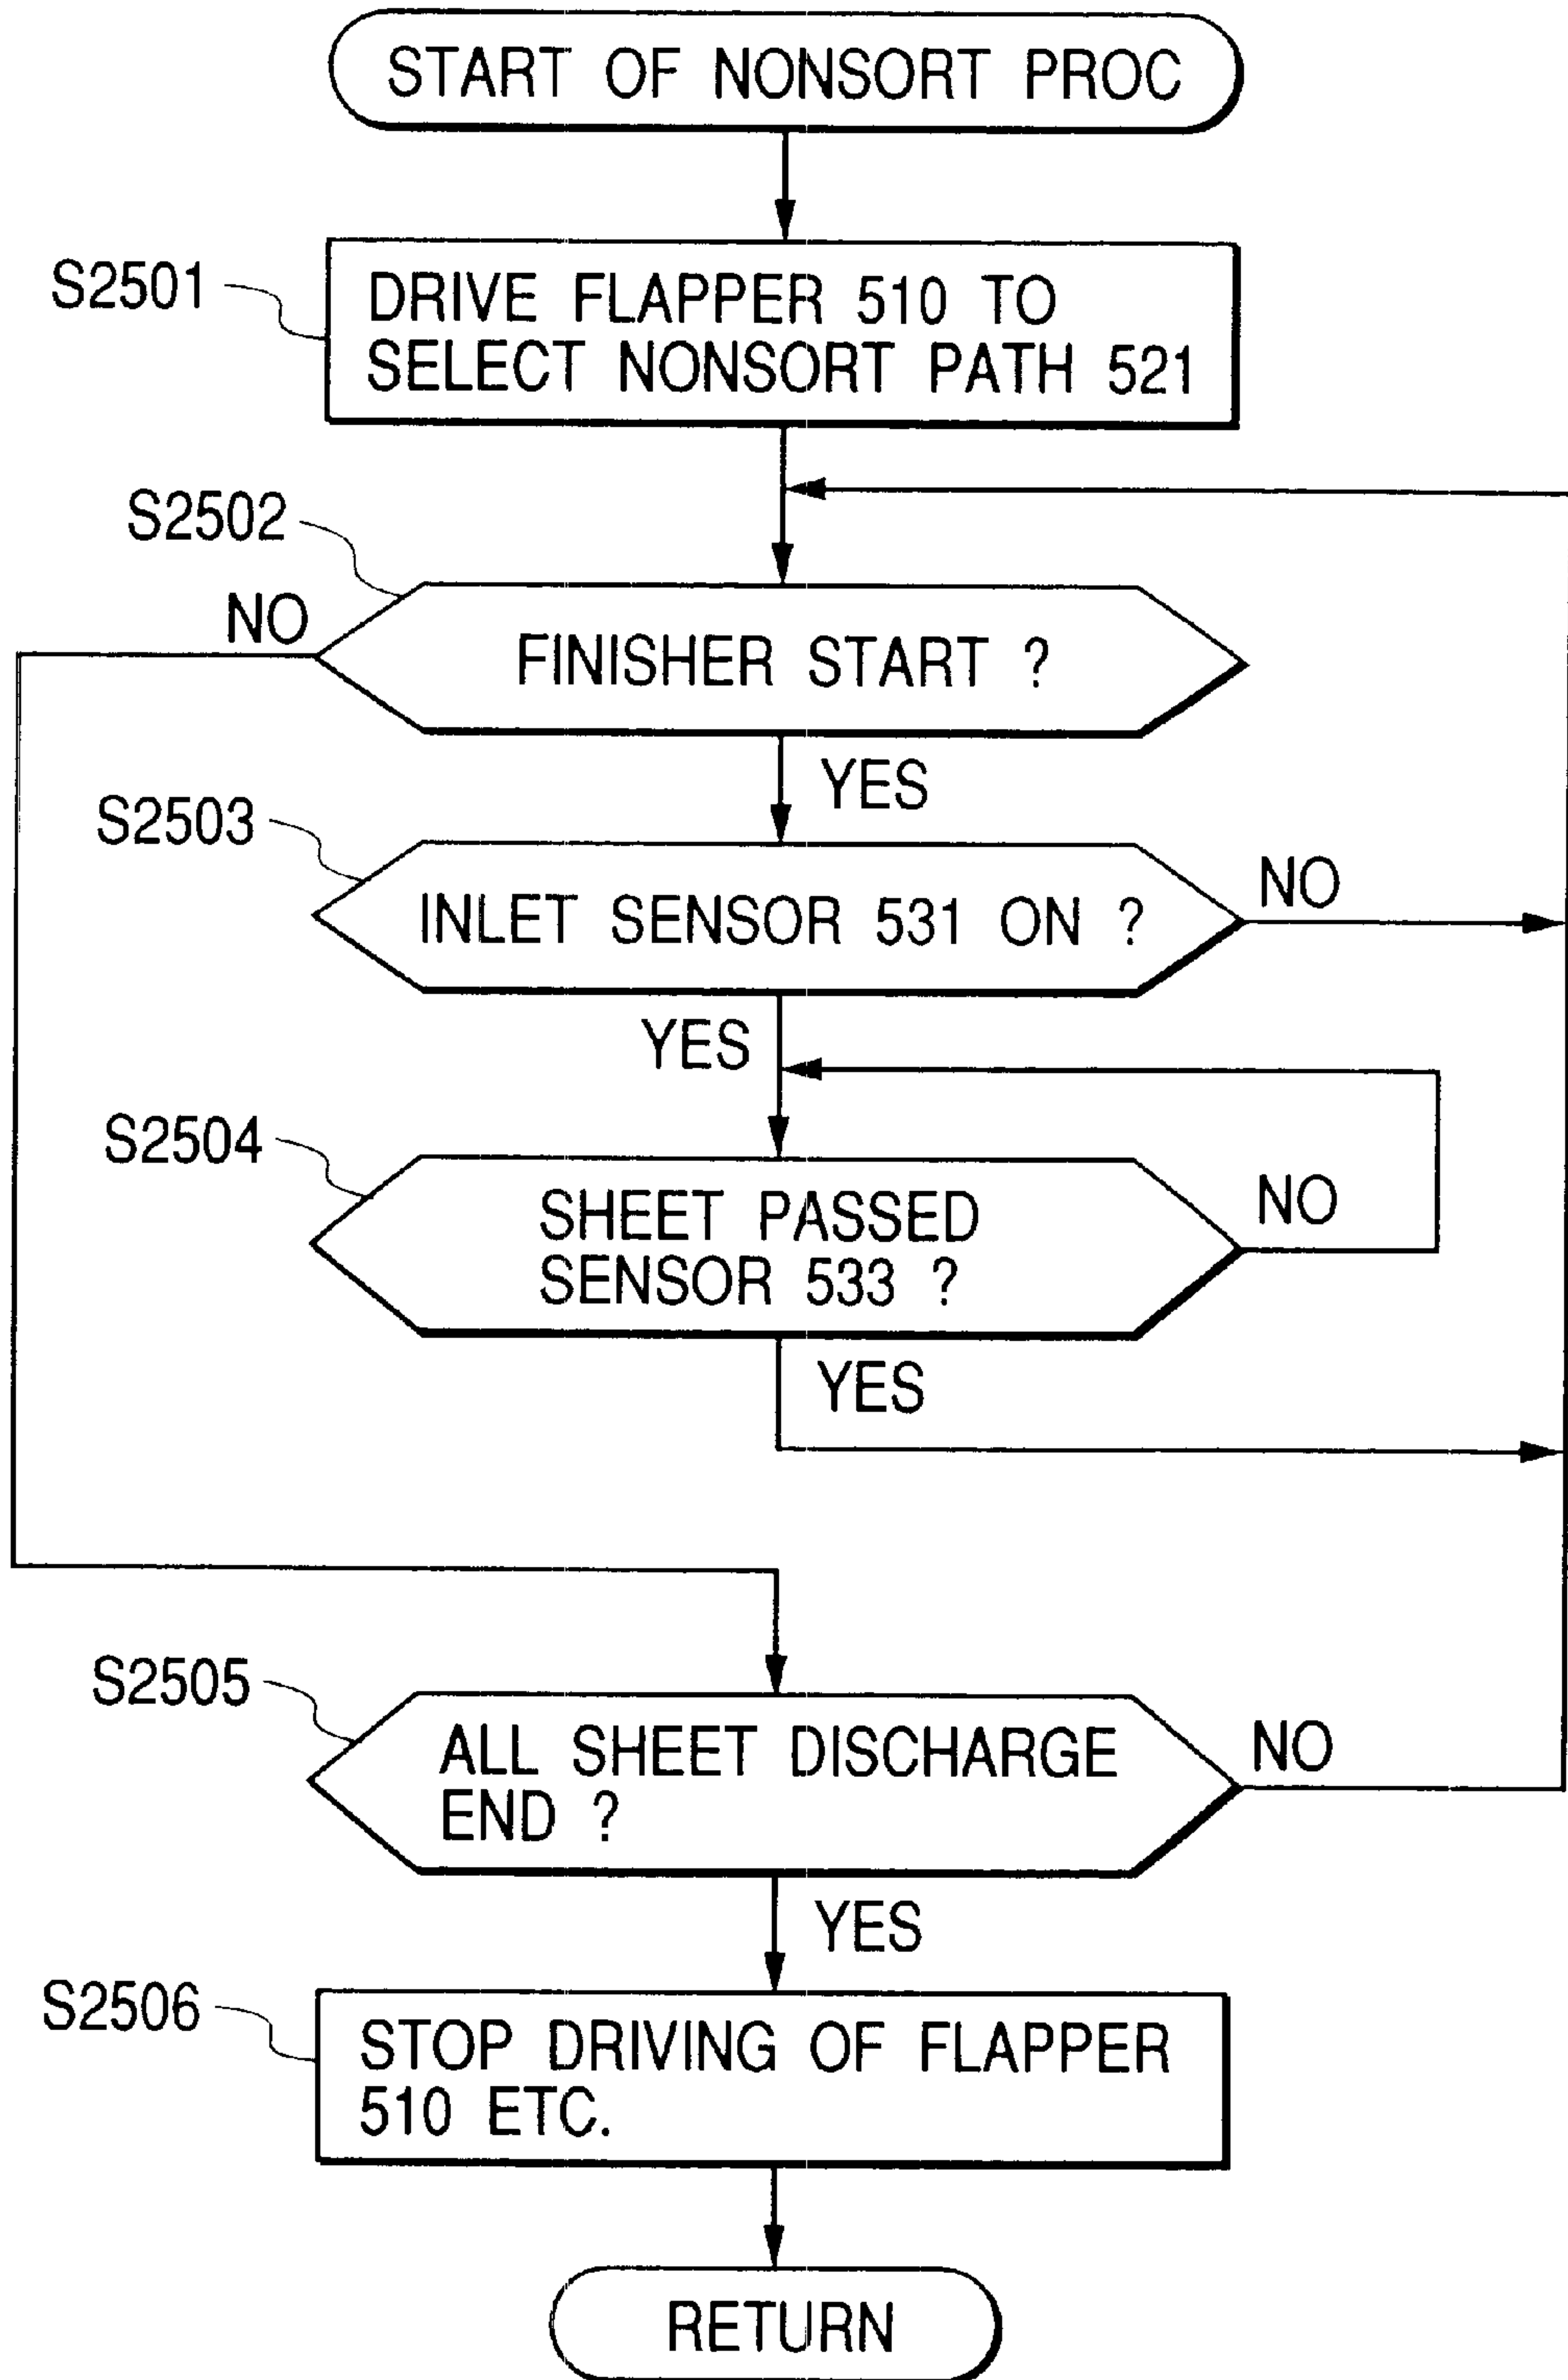 START OF NONSORT PROC
S2501
DRIVE FLAPPER 510 TO
SELECT NONSORT PATH 521
S2502
NO
FINISHER START ?
YES
S2503
INLET SENSOR 531 ON ?
NO
YES
S2504
SHEET PASSED
SENSOR 533 ?
NO
YES
S2505
ALL SHEET DISCHARGE
END ?
NO
YES
S2506
STOP DRIVING OF FLAPPER
510 ETC.
RETURN